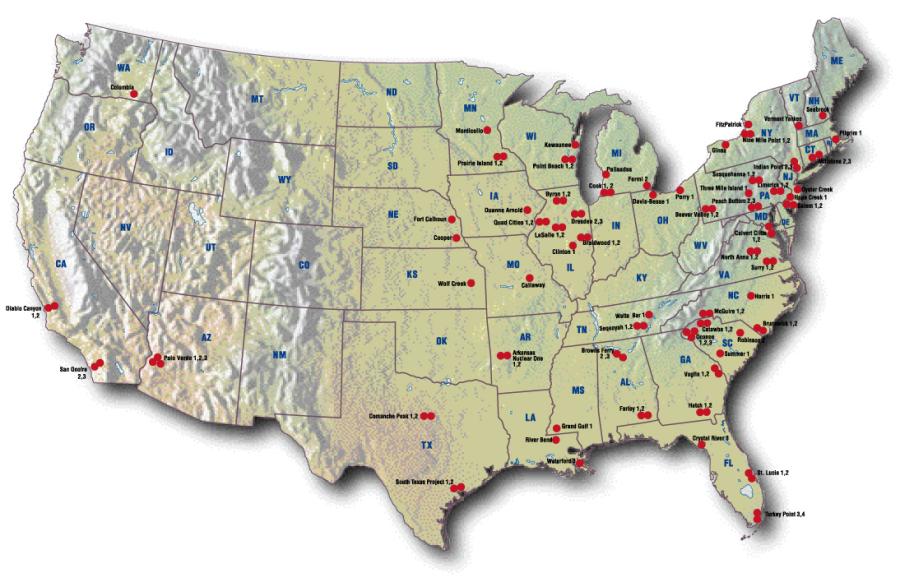 WA
Columbia
OR
ID
MT
ND
SD
NE
WY
NV
UT
CO
CA
AZ
NM
KS
OK
TX
MN
Monticello
Prairie Island 1,2
WI
Kewaunee
Point Beach 1,2
MI
Palisades
Cook 1, 2
Fermi 2
Davis-Besse 1
Perry 1
IA
Duane Arnold
Fort Calhoun
Cooper
Byron 1,2
Quad Cities 1,2
Dresden 2,3
LaSalle 1,2
Braidwood 1,2
Clinton 1
IL
IN
OH
Beaver Valley 1,2
WV
KY
VA
MO
Callaway
Wolf Creek
Diablo Canyon
1,2
San Onofre
2,3
Palo Verde 1,2,3
Comanche Peak 1,2
South Texas Project 1,2
AR
Arkansas
Nuclear One
1,2
LA
River Bend
Waterford 3
MS
Grand Gulf 1
TN
Watts Bar 1
Sequoyah 1,2
Browns Ferry
2,3
AL
Farley 1,2
GA
Hatch 1,2
Vogtle 1,2
SC
Summer 1
Robinson 2
Oconee
1,2,3
Catawba 1,2
McGuire 1,2
NC
Harris 1
Brunswick 1,2
FL
Crystal River 3
St. Lucie 1,2
Turkey Point 3,4
North Anna 1,2
Surry 1,2
MD
DE
Calvert Cliffs
1,2
PA
Susquehanna 1,2
Three Mile Island 1
Peach Bottom 2,3
Limerick 1,2
NJ
Oyster Creek
Hope Creek 1
Salem 1,2
NY
FitzPatrick
Nine Mile Point 1,2
Ginna
VT
NH
ME
Seabrook
Vermont Yankee
MA
Pilgrim 1
CT
Millstone 2,3